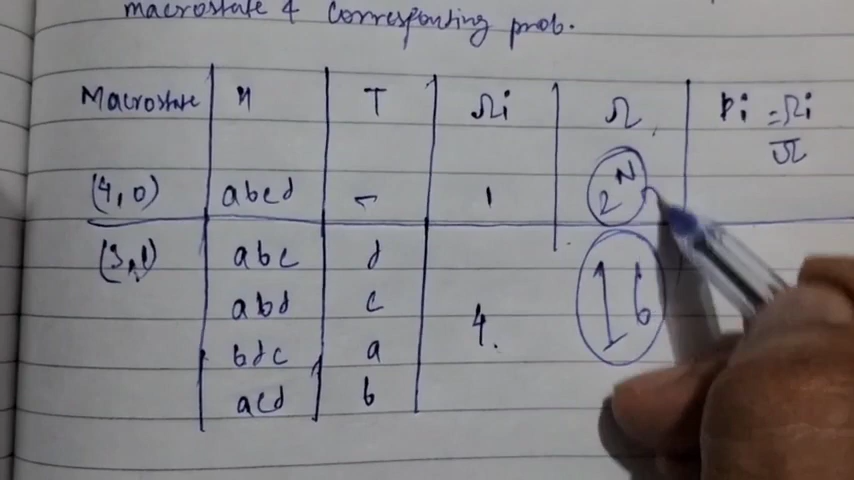 macrostate & corresponding prob.
Macrostate H T Ωi Ω Pi = Ωi/Ω
(4,0) abcd - 1 2^N
(3,1) abc d
abd c 4. 16
bdc a
acd b